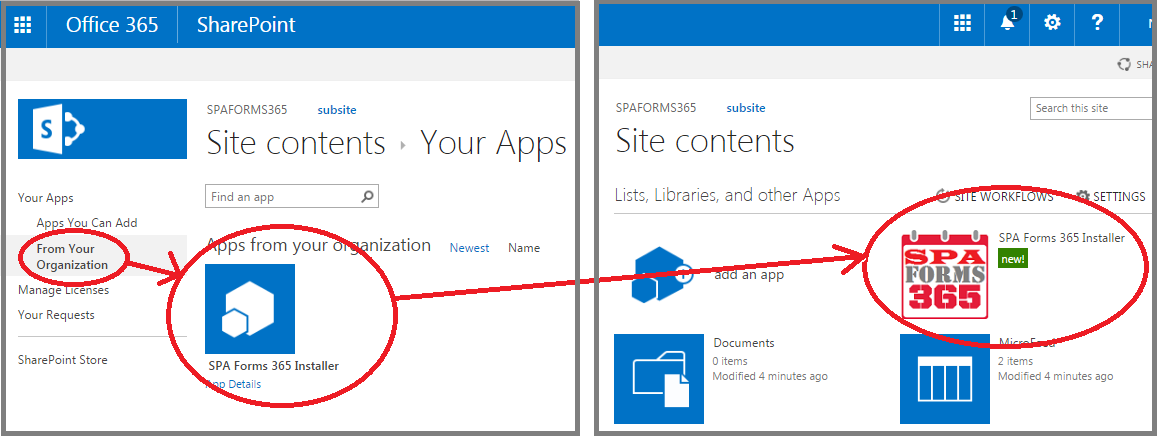 Office 365
SharePoint
SPAFORMS365
subsite
Site contents
Your Apps
Your Apps
Apps You Can Add
From Your
Organization
Manage Licenses
Your Requests
SharePoint Store
Find an app
Apps from your organization
Newest
Name
SPA Forms 365 Installer
App Details
1
?
SPAFORMS365
subsite
Search this site
Site contents
Lists, Libraries, and other Apps
SITE WORKFLOWS
SETTINGS
add an app
SPA
FORMS
365
SPA Forms 365 Installer
new!
Documents
0 items
Modified 4 minutes ago
MicroFeed
2 items
Modified 4 minutes ago